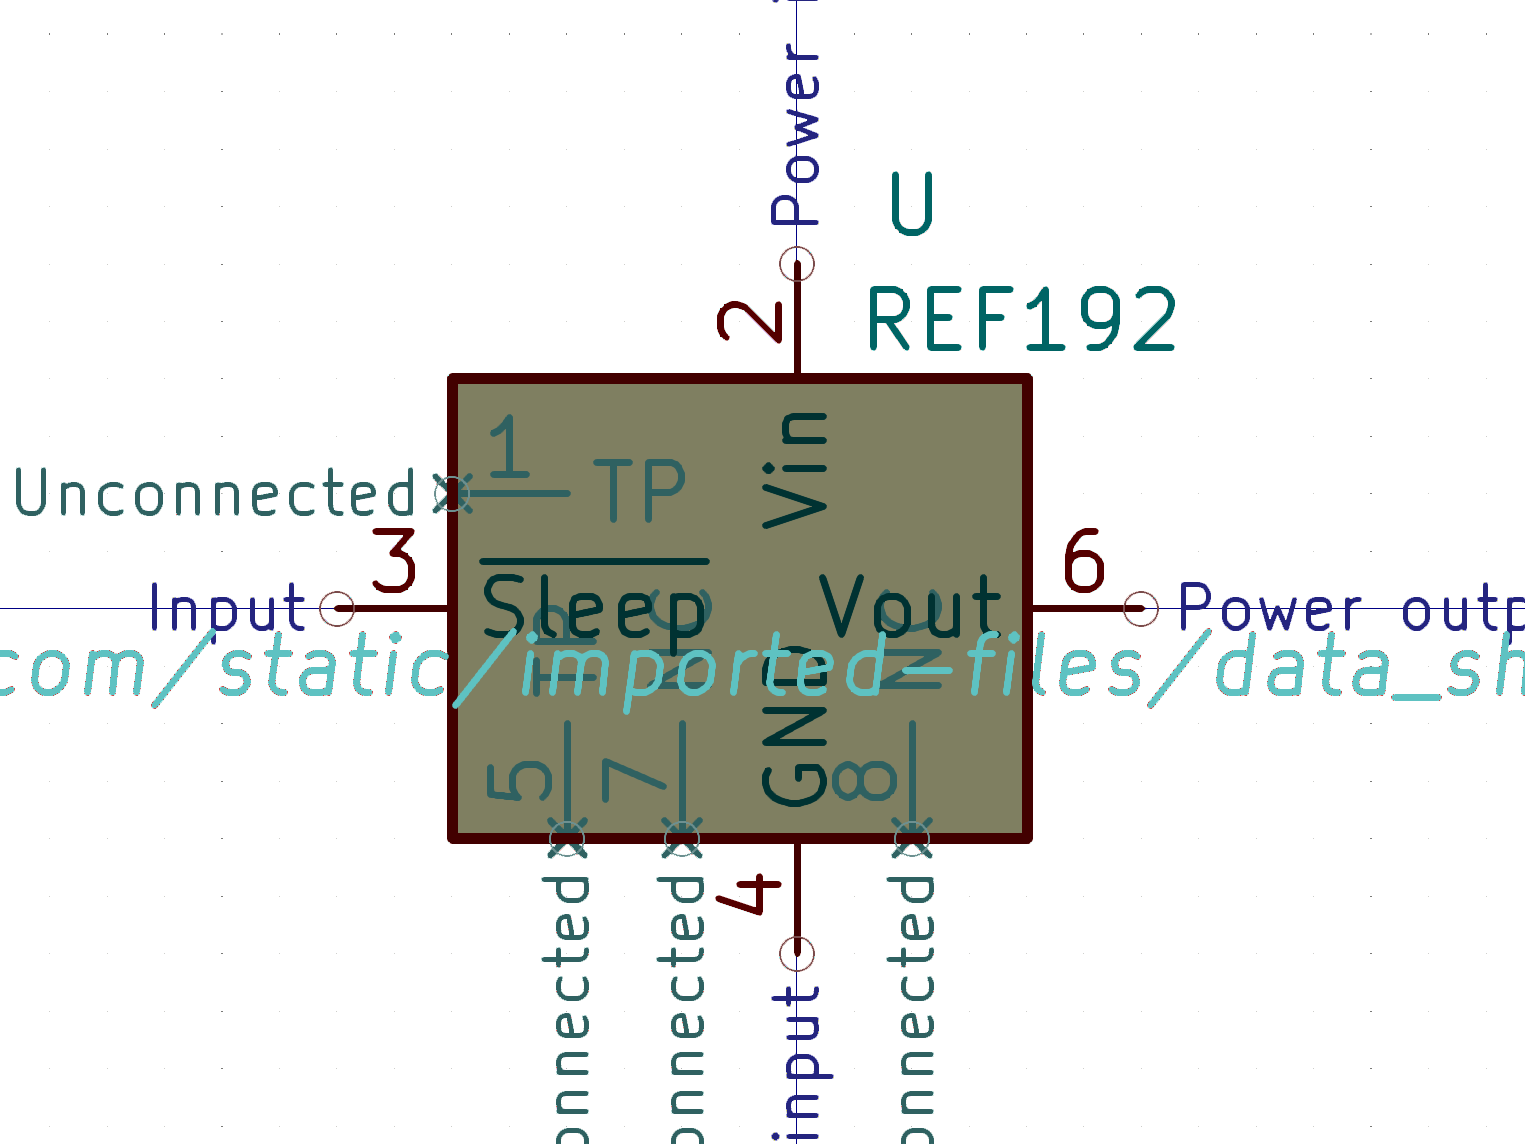 Power
U
2
REF192
1
TP
Vin
Unconnected
3
6
Input
Sleep
Vout
Power outp
TP
NC
NC
com/static/imported-files/data_sh
GND
5
7
8
4
onnected
onnected
input
onnected